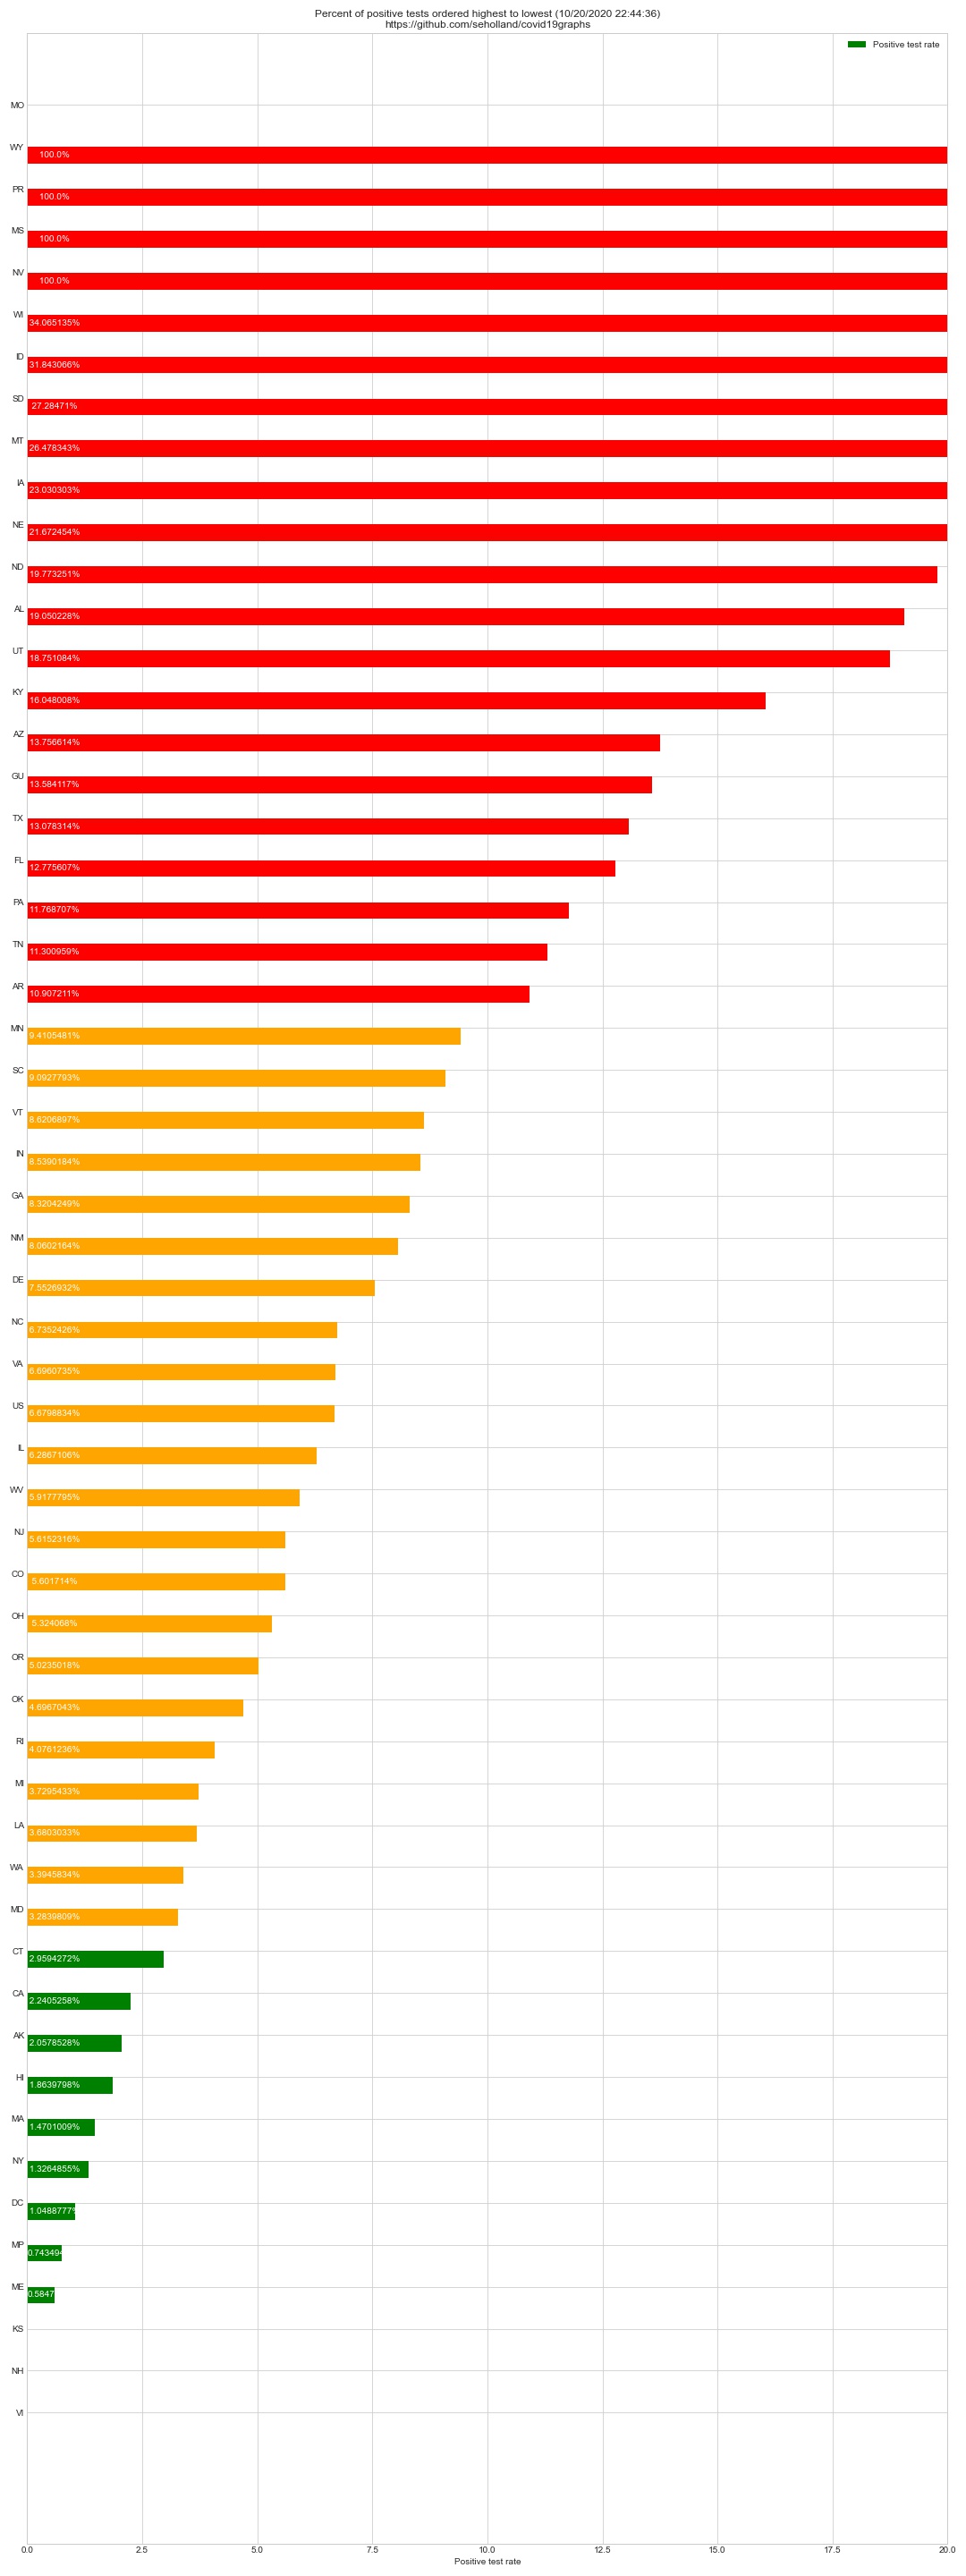 Percent of positive tests ordered highest to lowest (10/20/2020 22:44:36)
https://github.com/seholland/covid19graphs
Positive test rate
MO
WY 100.0%
PR 100.0%
MS 100.0%
NV 100.0%
WI 34.065135%
ID 31.843066%
SD 27.28471%
MT 26.478343%
IA 23.030303%
NE 21.672454%
ND 19.773251%
AL 19.050228%
UT 18.751084%
KY 16.048008%
AZ 13.756614%
GU 13.584117%
TX 13.078314%
FL 12.775607%
PA 11.768707%
TN 11.300959%
AR 10.907211%
MN 9.4105481%
SC 9.0927793%
VT 8.6206897%
IN 8.5390184%
GA 8.3204249%
NM 8.0602164%
DE 7.5526932%
NC 6.7352426%
VA 6.6960735%
US 6.6798834%
IL 6.2867106%
WV 5.9177795%
NJ 5.6152316%
CO 5.601714%
OH 5.324068%
OR 5.0235018%
OK 4.6967043%
RI 4.0761236%
MI 3.7295433%
LA 3.6803033%
WA 3.3945834%
MD 3.2839809%
CT 2.9594272%
CA 2.2405258%
AK 2.0578528%
HI 1.8639798%
MA 1.4701009%
NY 1.3264855%
DC 1.0488777%
MP 0.743494
ME 0.5847
KS
NH
VI
0.0 2.5 5.0 7.5 10.0 12.5 15.0 17.5 20.0
Positive test rate